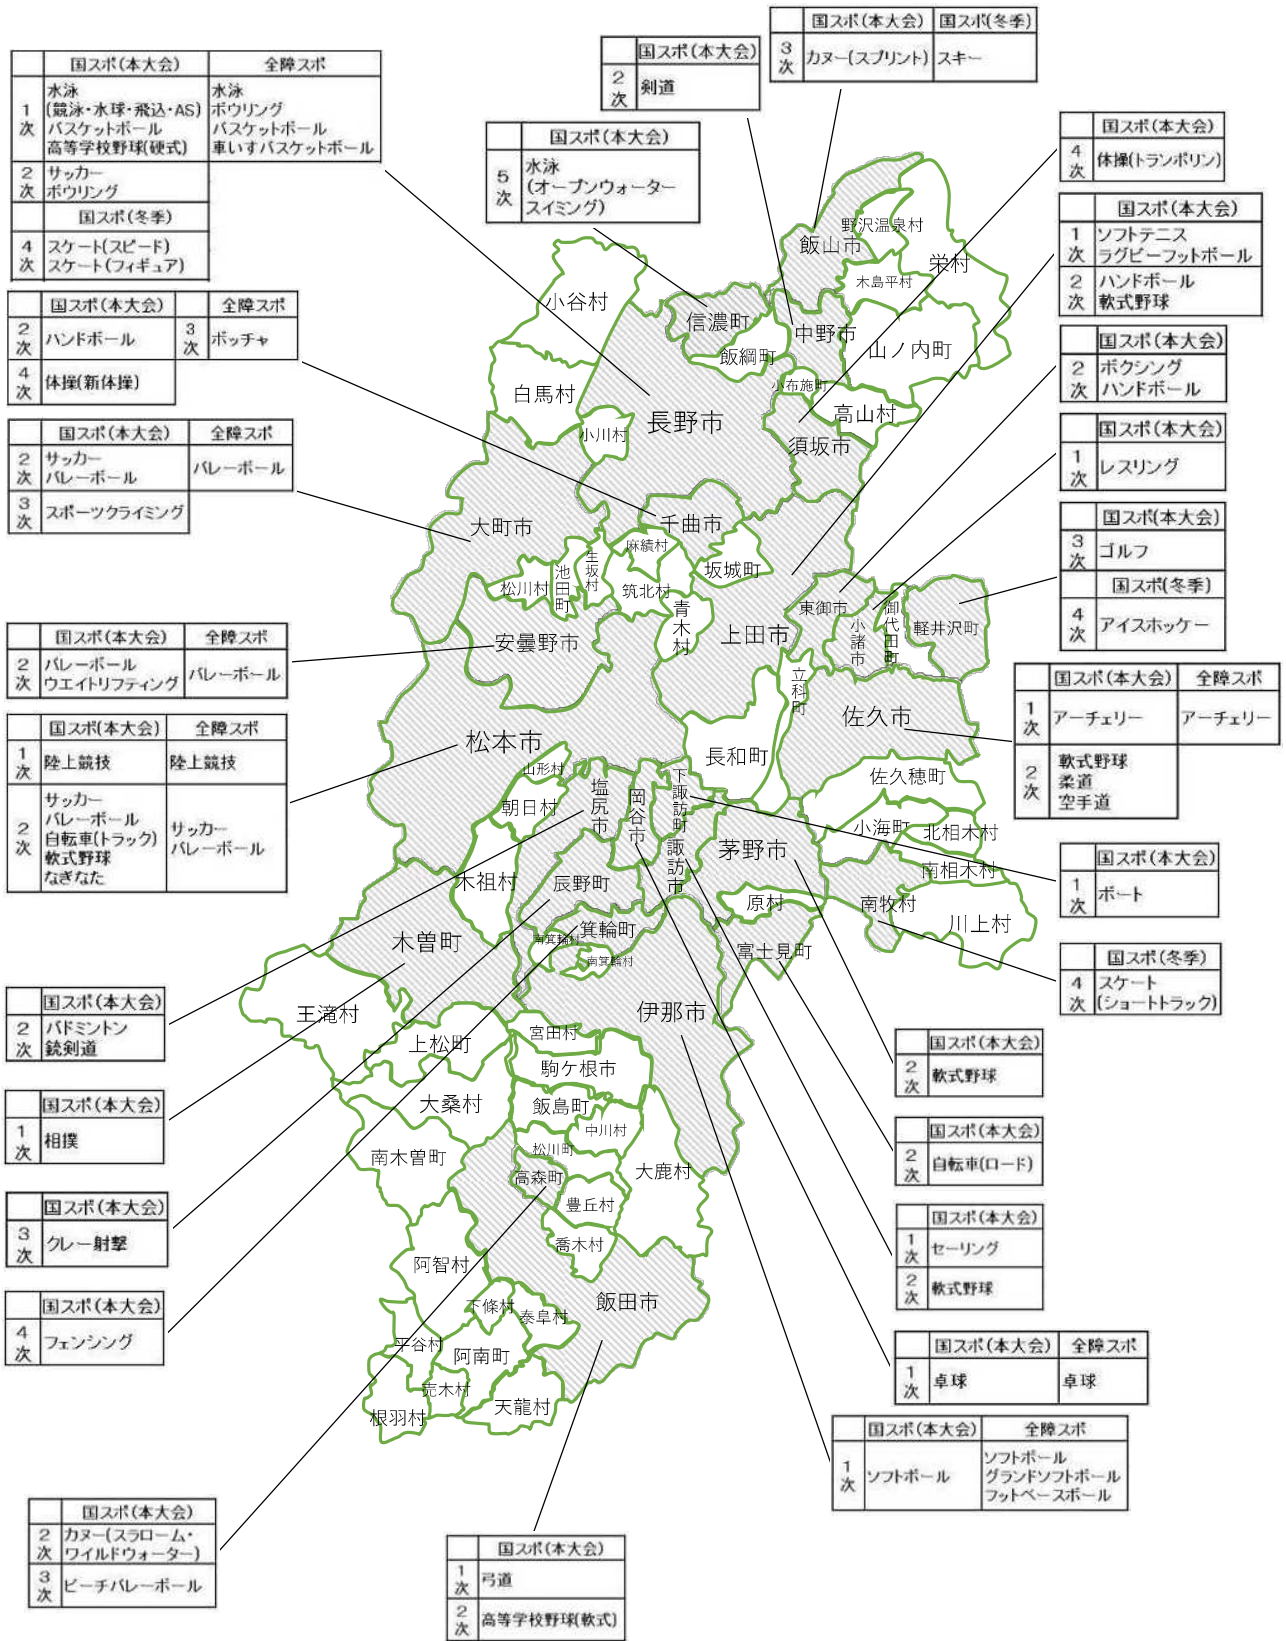 国スポ(本大会) 全障スポ
1次
水泳
(競泳・水球・飛込・AS)
バスケットボール
高等学校野球(硬式)
水泳
ボウリング
バスケットボール
車いすバスケットボール
2次
サッカー
ボウリング
国スポ(冬季)
4次
スケート(スピード)
スケート(フィギュア)
国スポ(本大会) 全障スポ
2次 ハンドボール 3次 ボッチャ
4次 体操(新体操)
国スポ(本大会) 全障スポ
2次
サッカー
バレーボール
バレーボール
3次 スポーツクライミング
国スポ(本大会) 全障スポ
2次
バレーボール
ウエイトリフティング
バレーボール
国スポ(本大会) 全障スポ
1次 陸上競技 陸上競技
2次
サッカー
バレーボール
自転車(トラック)
軟式野球
なぎなた
サッカー
バレーボール
国スポ(本大会)
2次
バドミントン
銃剣道
国スポ(本大会)
1次 相撲
国スポ(本大会)
3次 クレー射撃
国スポ(本大会)
4次 フェンシング
国スポ(本大会)
2次
カヌー(スラローム・
ワイルドウォーター)
3次 ビーチバレーボール
国スポ(本大会)
5次
水泳
(オープンウォーター
スイミング)
国スポ(本大会)
2次 剣道
国スポ(本大会) 国スポ(冬季)
3次 カヌー(スプリント) スキー
国スポ(本大会)
4次 体操(トランポリン)
国スポ(本大会)
1次
ソフトテニス
ラグビーフットボール
2次
ハンドボール
軟式野球
国スポ(本大会)
2次
ボクシング
ハンドボール
国スポ(本大会)
1次 レスリング
国スポ(本大会)
3次 ゴルフ
国スポ(冬季)
4次 アイスホッケー
国スポ(本大会) 全障スポ
1次 アーチェリー アーチェリー
2次
軟式野球
柔道
空手道
国スポ(本大会)
1次 ボート
国スポ(冬季)
4次
スケート
(ショートトラック)
国スポ(本大会)
2次 軟式野球
国スポ(本大会)
2次 自転車(ロード)
国スポ(本大会)
1次 セーリング
2次 軟式野球
国スポ(本大会) 全障スポ
1次 卓球 卓球
国スポ(本大会) 全障スポ
1次 ソフトボール
ソフトボール
グランドソフトボール
フットベースボール
国スポ(本大会)
1次 弓道
2次 高等学校野球(軟式)
野沢温泉村
飯山市
栄村
木島平村
小谷村
信濃町
中野市
飯綱町
山ノ内町
小布施町
白馬村
高山村
長野市
小川村
須坂市
大町市
千曲市
麻績村
生坂村
坂城町
池田町
松川村
筑北村
青木村
東御市
御代田町
軽井沢町
小諸市
上田市
安曇野市
立科町
佐久市
松本市
長和町
山形村
下諏訪町
佐久穂町
塩尻市
岡谷市
朝日村
小海町
北相木村
諏訪市
茅野市
南相木村
木祖村
辰野町
原村
南牧村
川上村
箕輪町
南箕輪村
南箕輪村
木曽町
富士見町
伊那市
王滝村
宮田村
上松町
駒ケ根市
大桑村
飯島町
中川村
松川町
南木曽町
大鹿村
高森町
豊丘村
喬木村
阿智村
飯田市
下條村
泰阜村
平谷村
阿南町
売木村
天龍村
根羽村